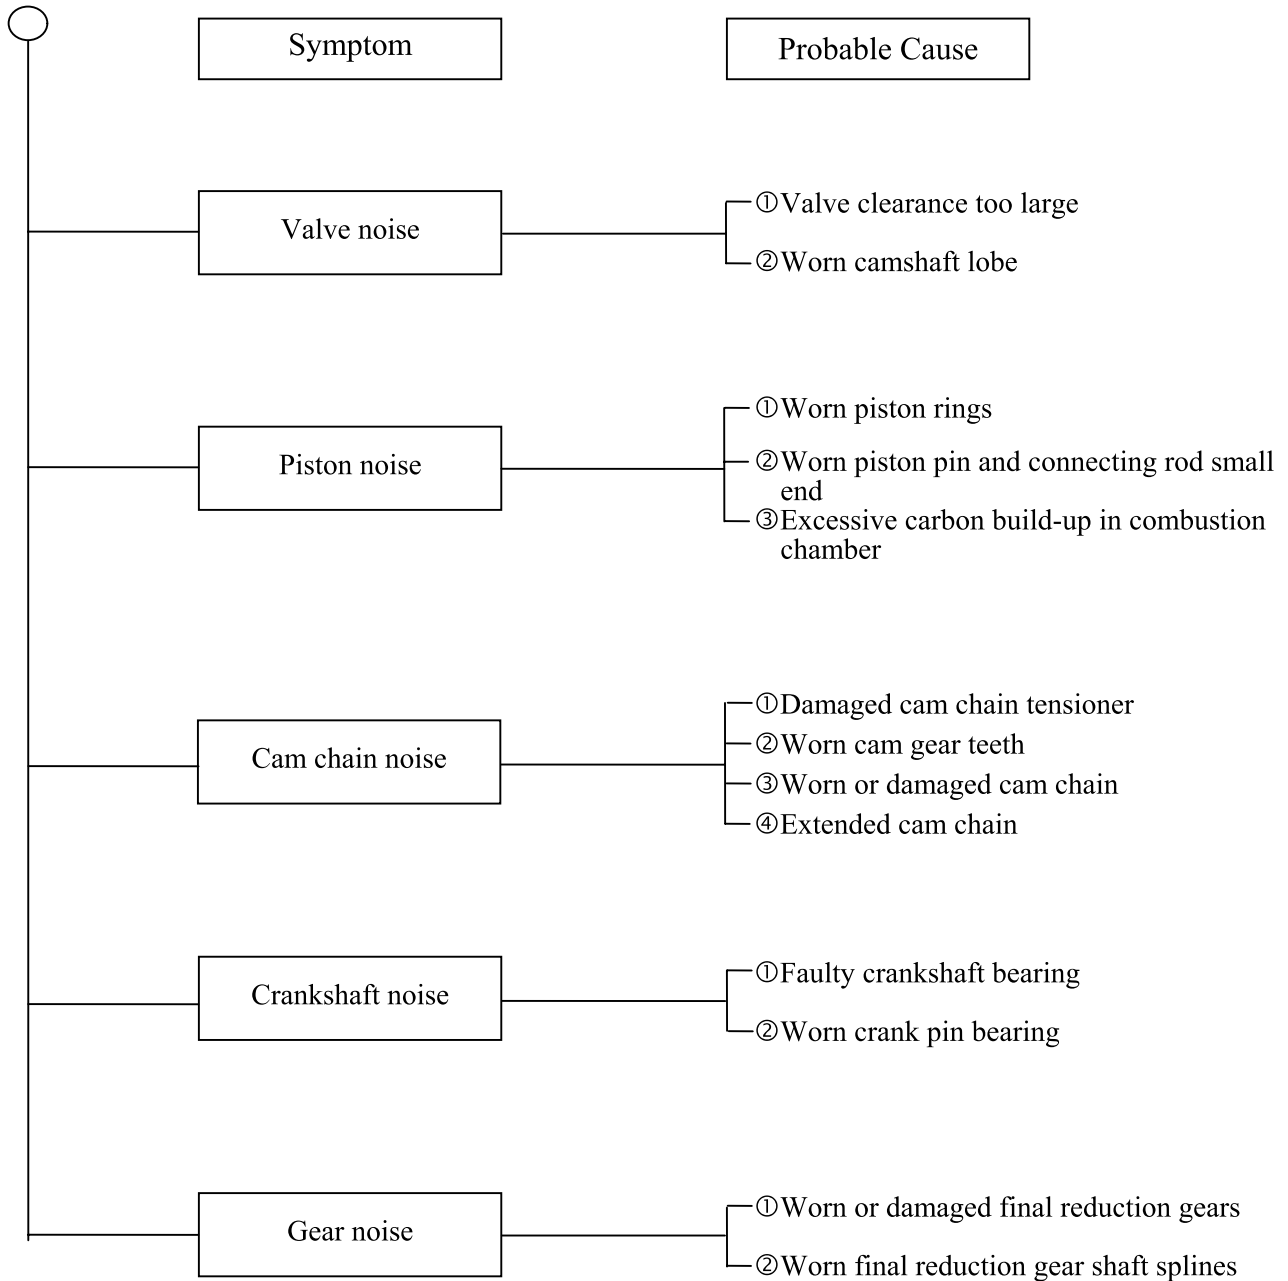 Symptom
Probable Cause
Valve noise
①Valve clearance too large
②Worn camshaft lobe
Piston noise
①Worn piston rings
②Worn piston pin and connecting rod small
end
③Excessive carbon build-up in combustion
chamber
Cam chain noise
①Damaged cam chain tensioner
②Worn cam gear teeth
③Worn or damaged cam chain
④Extended cam chain
Crankshaft noise
①Faulty crankshaft bearing
②Worn crank pin bearing
Gear noise
①Worn or damaged final reduction gears
②Worn final reduction gear shaft splines